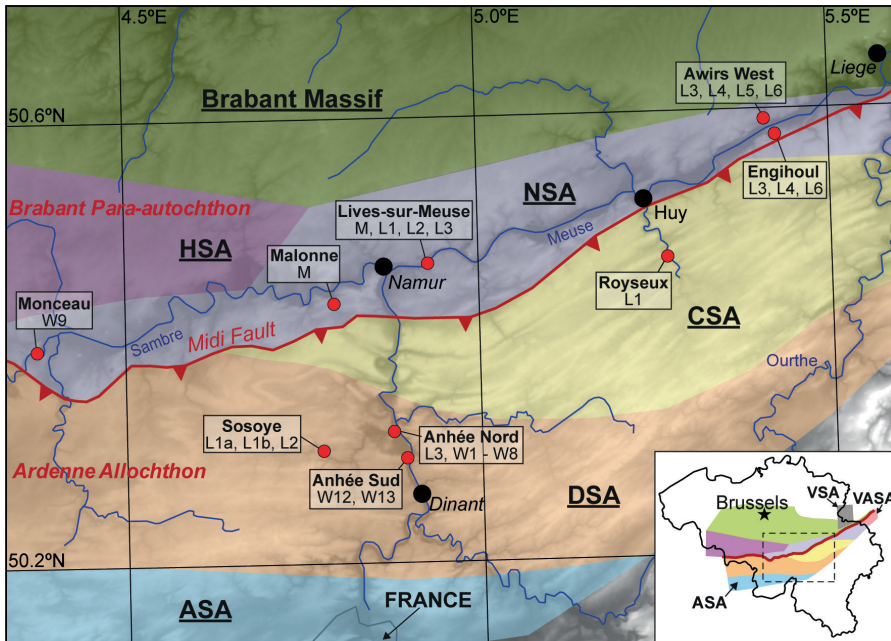 4.5ºE
5.0ºE
5.5ºE
Liege
Awirs West
L3, L4, L5, L6
Brabant Massif
50.6ºN
Engihoul
L3, L4, L6
NSA
Brabant Para-autochthon
Lives-sur-Meuse
M, L1, L2, L3
Huy
HSA
Meuse
Malonne
M
Namur
Royseux
L1
Monceau
W9
CSA
Sambre
Midi Fault
Ourthe
Sosoye
L1a, L1b, L2
Anhée Nord
L3, W1 - W8
Ardenne Allochthon
Anhée Sud
W12, W13
Dinant
DSA
VSA
VASA
Brussels
50.2ºN
ASA
FRANCE
ASA